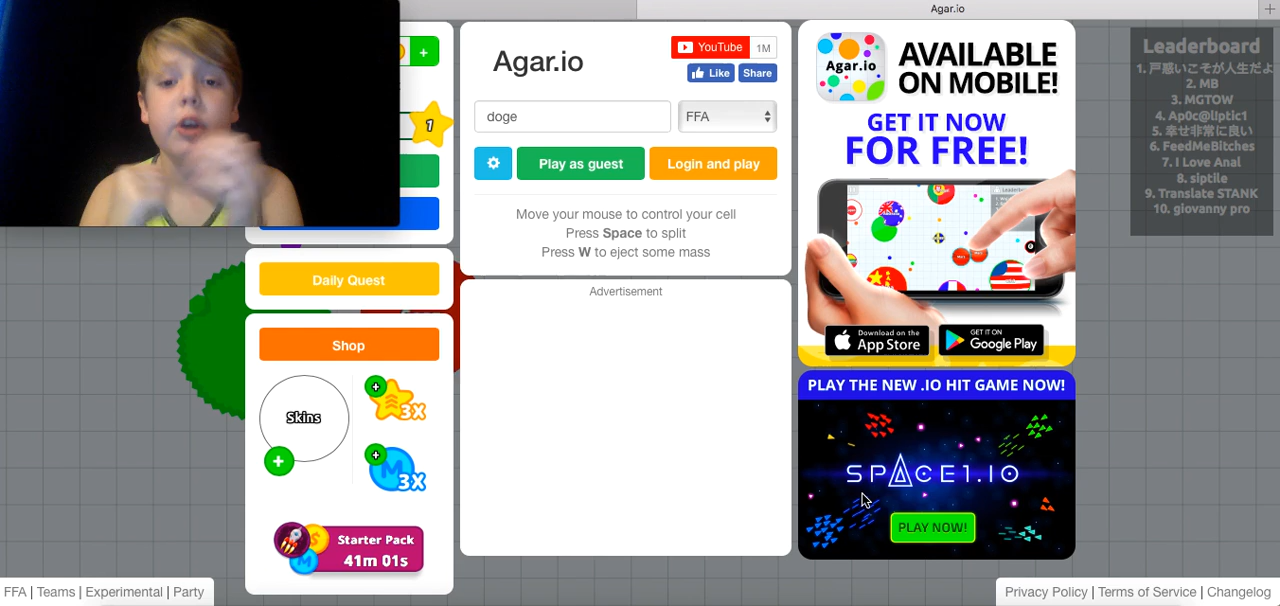 Agar.io
1
Daily Quest
Shop
Skins
3X
M
3X
M
Starter Pack
41m 01s
Agar.io
YouTube 1M
Like Share
doge FFA
Play as guest Login and play
Move your mouse to control your cell
Press Space to split
Press W to eject some mass
Advertisement
Agar.io
AVAILABLE
ON MOBILE!
GET IT NOW
FOR FREE!
Download on the
App Store
GET IT ON
Google Play
PLAY THE NEW .IO HIT GAME NOW!
SPACE1.IO
PLAY NOW!
Leaderboard
1. 戸惑いこそが人生だよ
2. MB
3. MGTOW
4. Ap0c@llptic1
5. 幸せ非常に良い
6. FeedMeBitches
7. I Love Anal
8. siptile
9. Translate STANK
10. giovanny pro
FFA | Teams | Experimental | Party
Privacy Policy | Terms of Service | Changelog